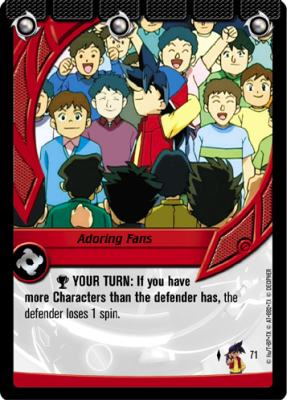 Adoring Fans
YOUR TURN: If you have
more Characters than the defender has, the
defender loses 1 spin.
71